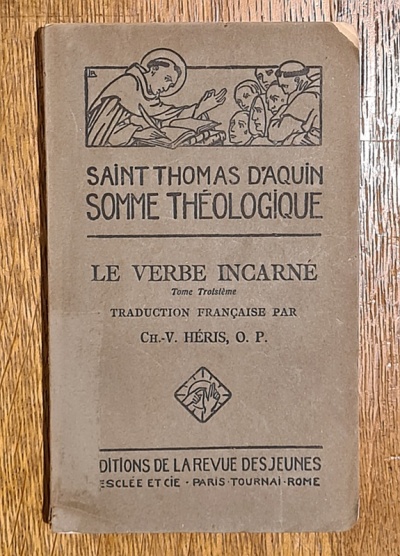 SAINT THOMAS D'AQUIN
SOMME THÉOLOGIQUE
LE VERBE INCARNÉ
Tome Troisième
TRADUCTION FRANÇAISE PAR
CH.-V. HÉRIS, O. P.
DITIONS DE LA REVUE DES JEUNES
ESCLÉE ET CIE · PARIS · TOURNAI · ROME